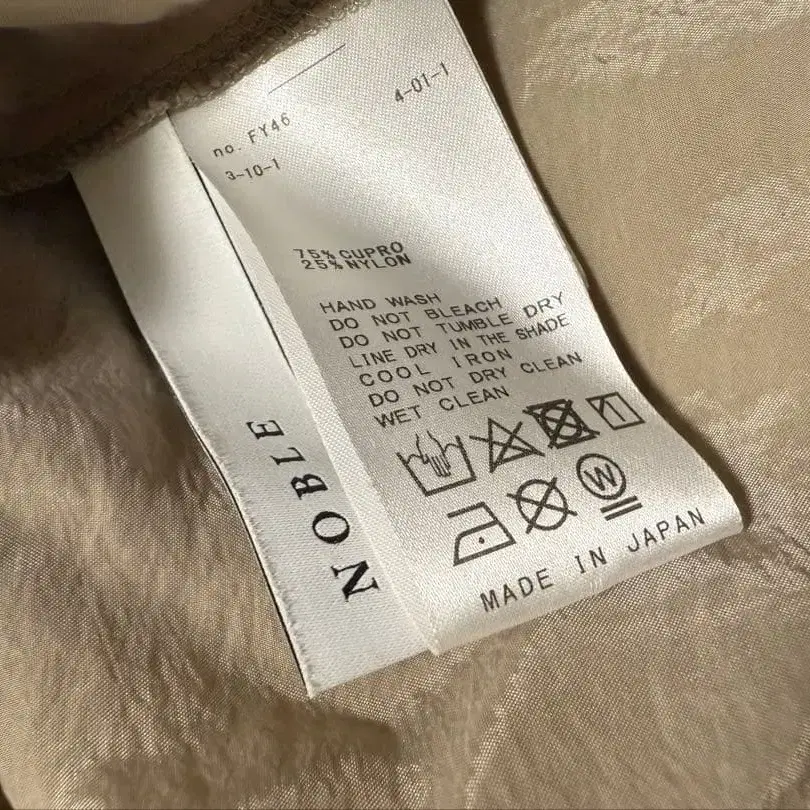 no. FY46
4-01-1
3-10-1
75% CUPRO
25% NYLON
HAND WASH
DO NOT BLEACH
DO NOT TUMBLE DRY
LINE DRY IN THE SHADE
COOL IRON
DO NOT DRY CLEAN
WET CLEAN
W
MADE IN JAPAN
NOBLE